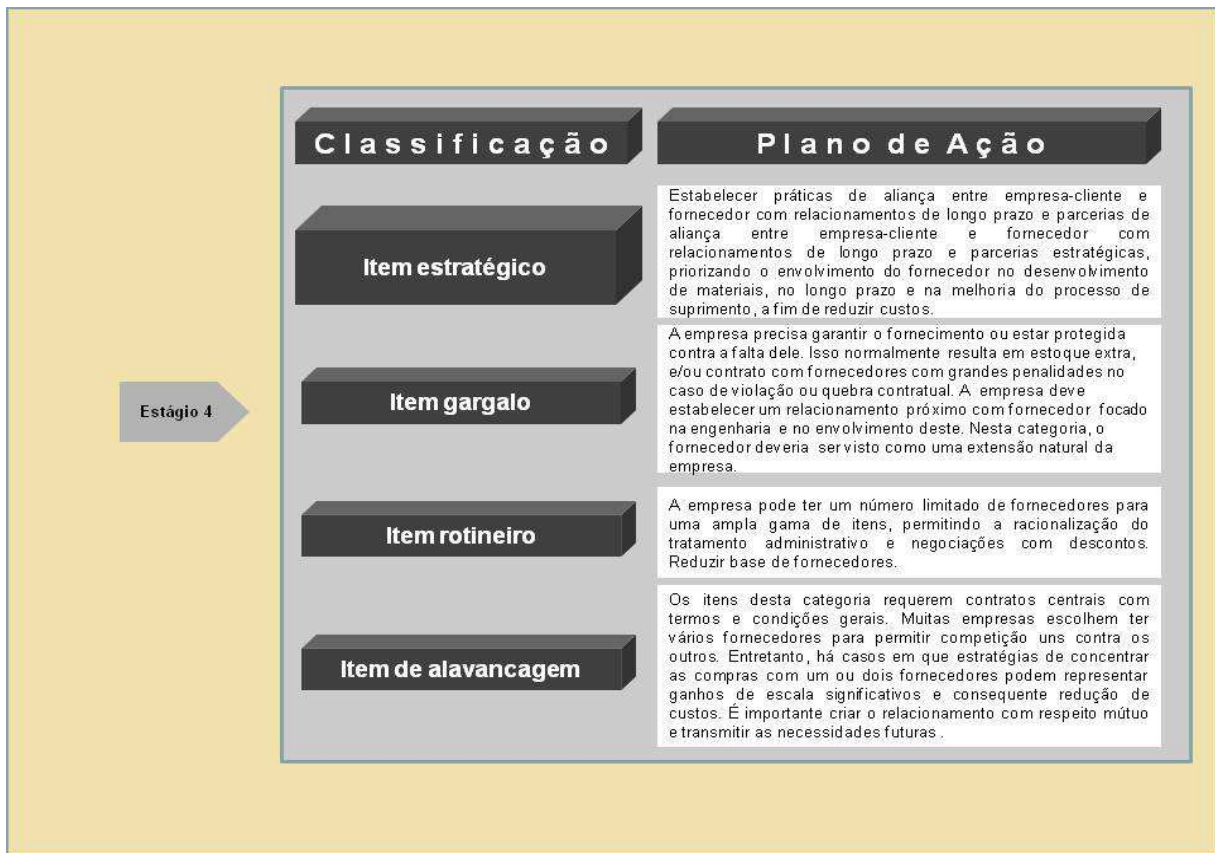 Classificação
Plano de Ação
Item estratégico
Estabelecer práticas de aliança entre empresa-cliente e
fornecedor com relacionamentos de longo prazo e parcerias de
aliança entre empresa-cliente e fornecedor com
relacionamentos de longo prazo e parcerias estratégicas,
priorizando o envolvimento do fornecedor no desenvolvimento
de materiais, no longo prazo e na melhoria do processo de
suprimento, a fim de reduzir custos.
Estágio 4
Item gargalo
A empresa precisa garantir o fornecimento ou estar protegida
contra a falta dele. Isso normalmente resulta em estoque extra,
e/ou contrato com fornecedores com grandes penalidades no
caso de violação ou quebra contratual. A empresa deve
estabelecer um relacionamento próximo com fornecedor focado
na engenharia e no envolvimento deste. Nesta categoria, o
fornecedor deveria ser visto como uma extensão natural da
empresa.
Item rotineiro
A empresa pode ter um número limitado de fornecedores para
uma ampla gama de itens, permitindo a racionalização do
tratamento administrativo e negociações com descontos.
Reduzir base de fornecedores.
Item de alavancagem
Os itens desta categoria requerem contratos centrais com
termos e condições gerais. Muitas empresas escolhem ter
vários fornecedores para permitir competição uns contra os
outros. Entretanto, há casos em que estratégias de concentrar
as compras com um ou dois fornecedores podem representar
ganhos de escala significativos e consequente redução de
custos. É importante criar o relacionamento com respeito mútuo
e transmitir as necessidades futuras .